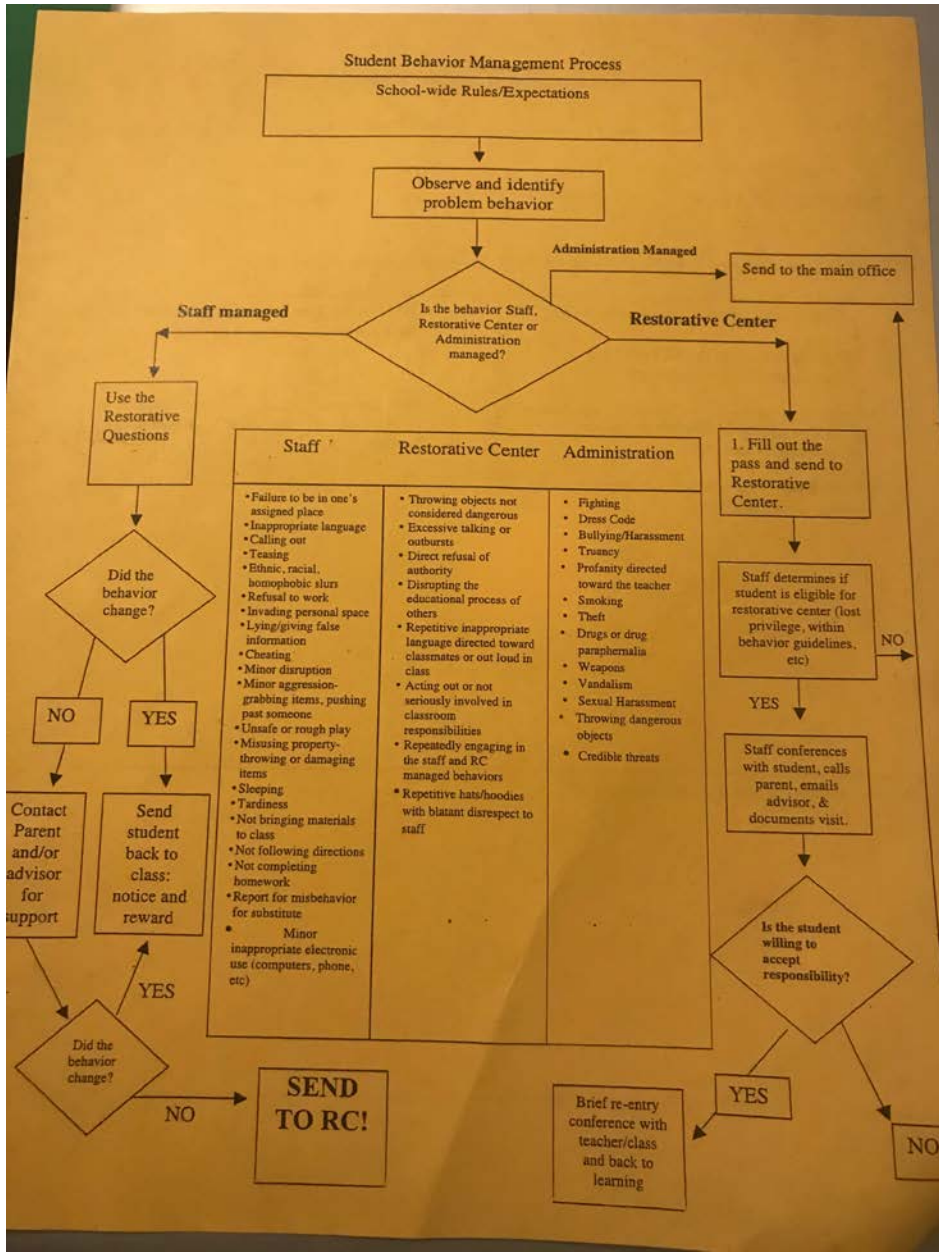 Student Behavior Management Process
School-wide Rules/Expectations
Observe and identify
problem behavior
Administration Managed
Send to the main office
Is the behavior Staff,
Restorative Center or
Administration
managed?
Staff managed
Restorative Center
Use the
Restorative
Questions
1. Fill out the
pass and send to
Restorative
Center.
Did the
behavior
change?
NO
YES
Contact
Parent
and/or
advisor
for
support
Send
student
back to
class:
notice and
reward
YES
Did the
behavior
change?
NO
SEND
TO RC!
Staff
• Failure to be in one's
assigned place
• Inappropriate language
• Calling out
• Teasing
• Ethnic, racial,
homophobic slurs
• Refusal to work
• Invading personal space
• Lying/giving false
information
• Cheating
• Minor disruption
• Minor aggression-
grabbing items, pushing
past someone
• Unsafe or rough play
• Misusing property-
throwing or damaging
items
• Sleeping
• Tardiness
• Not bringing materials
to class
• Not following directions
• Not completing
homework
• Report for misbehavior
for substitute
• Minor
inappropriate electronic
use (computers, phone,
etc)
Restorative Center
• Throwing objects not
considered dangerous
• Excessive talking or
outbursts
• Direct refusal of
authority
• Disrupting the
educational process of
others
• Repetitive inappropriate
language directed toward
classmates or out loud in
class
• Acting out or not
seriously involved in
classroom
responsibilities
• Repeatedly engaging in
the staff and RC
managed behaviors
• Repetitive hats/hoodies
with blatant disrespect to
staff
Administration
• Fighting
• Dress Code
• Bullying/Harassment
• Truancy
• Profanity directed
toward the teacher
• Smoking
• Theft
• Drugs or drug
paraphernalia
• Weapons
• Vandalism
• Sexual Harassment
• Throwing dangerous
objects
• Credible threats
Staff determines if
student is eligible for
restorative center (lost
privilege, within
behavior guidelines,
etc)
NO
YES
Staff conferences
with student, calls
parent, emails
advisor, &
documents visit.
Is the student
willing to
accept
responsibility?
YES
NO
Brief re-entry
conference with
teacher/class
and back to
learning